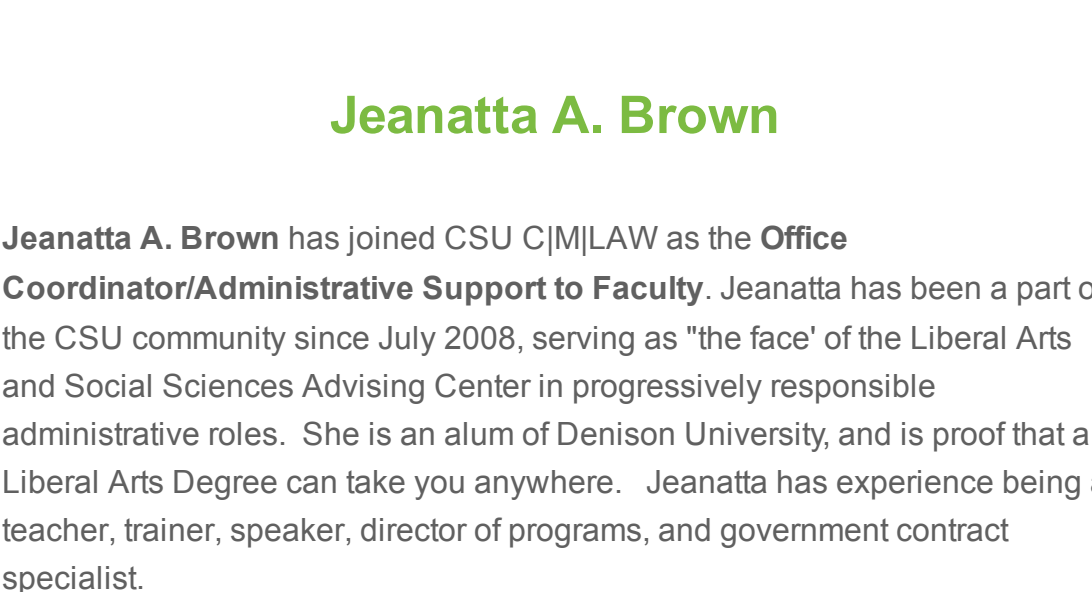 Jeanatta A. Brown
Jeanatta A. Brown has joined CSU C|M|LAW as the Office
Coordinator/Administrative Support to Faculty. Jeanatta has been a part o
the CSU community since July 2008, serving as "the face' of the Liberal Arts
and Social Sciences Advising Center in progressively responsible
administrative roles.  She is an alum of Denison University, and is proof that a
Liberal Arts Degree can take you anywhere.   Jeanatta has experience being a
teacher, trainer, speaker, director of programs, and government contract
specialist.